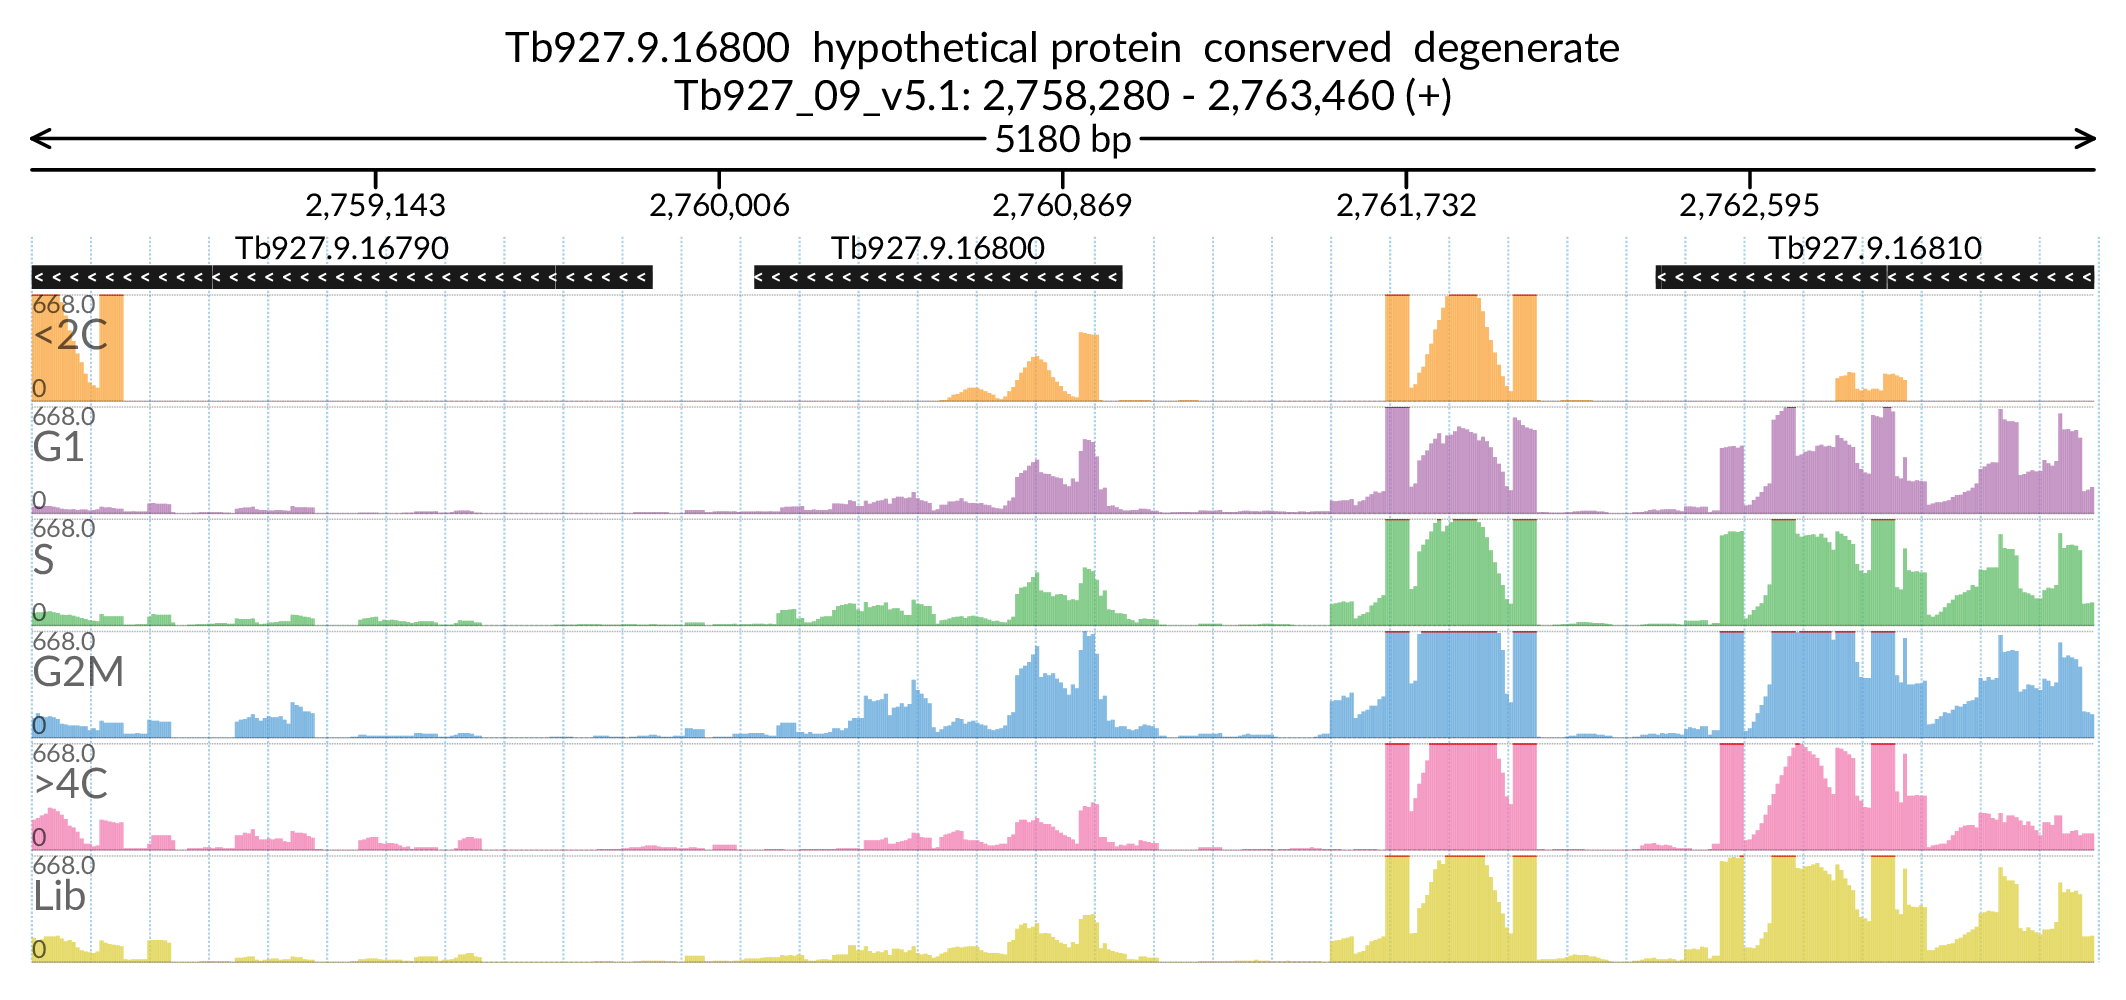 Tb927.9.16800 hypothetical protein conserved degenerate
Tb927_09_v5.1: 2,758,280 - 2,763,460 (+)
5180 bp
2,759,143 2,760,006 2,760,869 2,761,732 2,762,595
Tb927.9.16790 Tb927.9.16800 Tb927.9.16810
668.0
<2C
0
668.0
G1
0
668.0
S
0
668.0
G2M
0
668.0
>4C
0
668.0
Lib
0